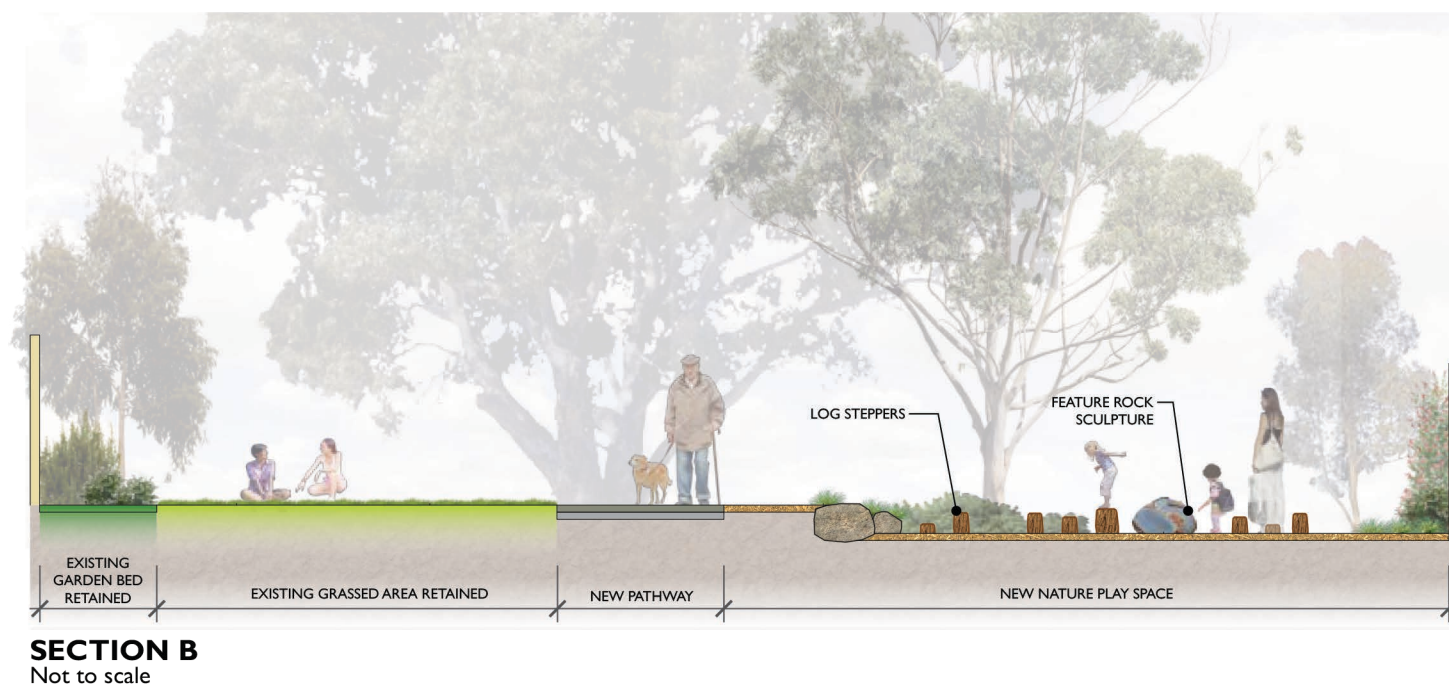 LOG STEPPERS
FEATURE ROCK
SCULPTURE
EXISTING
GARDEN BED
RETAINED
EXISTING GRASSED AREA RETAINED
NEW PATHWAY
NEW NATURE PLAY SPACE
SECTION B
Not to scale